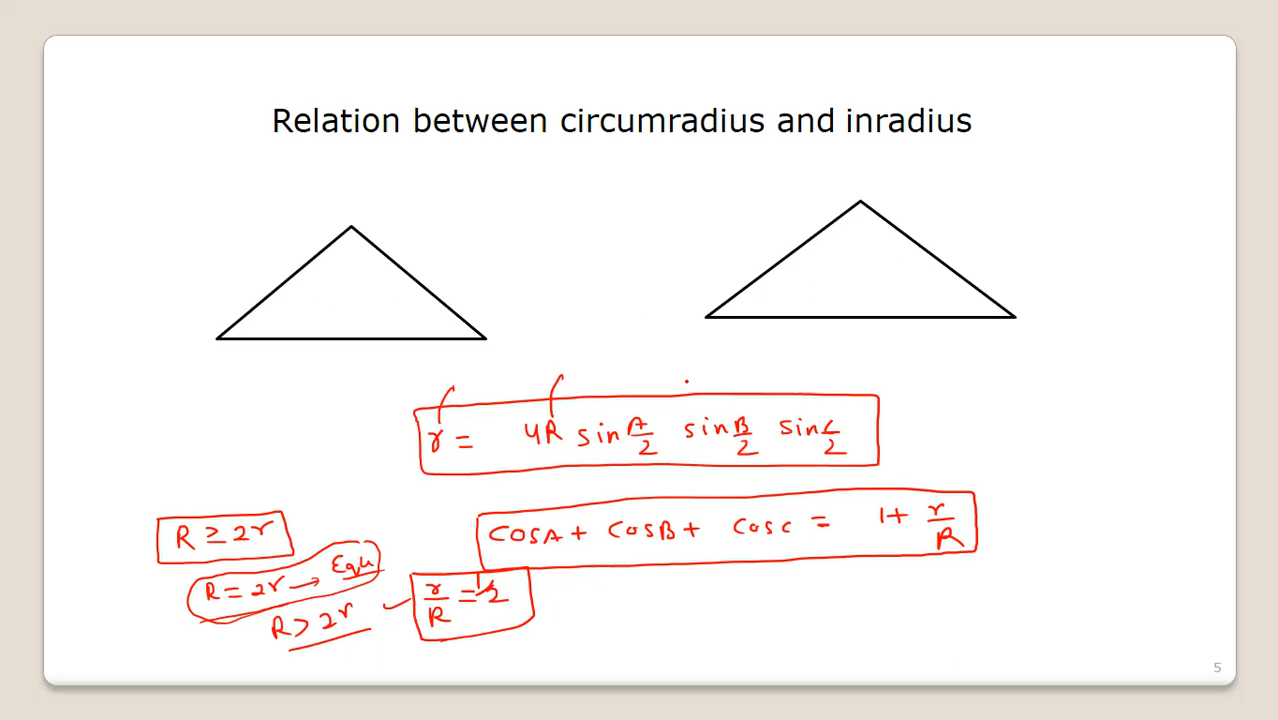 Relation between circumradius and inradius
r = 4R sin A/2 sin B/2 sin C/2
cosA + cosB + cosC = 1 + r/R
R ≥ 2r
R = 2r → Equ
r/R = 1/2
R > 2r
5